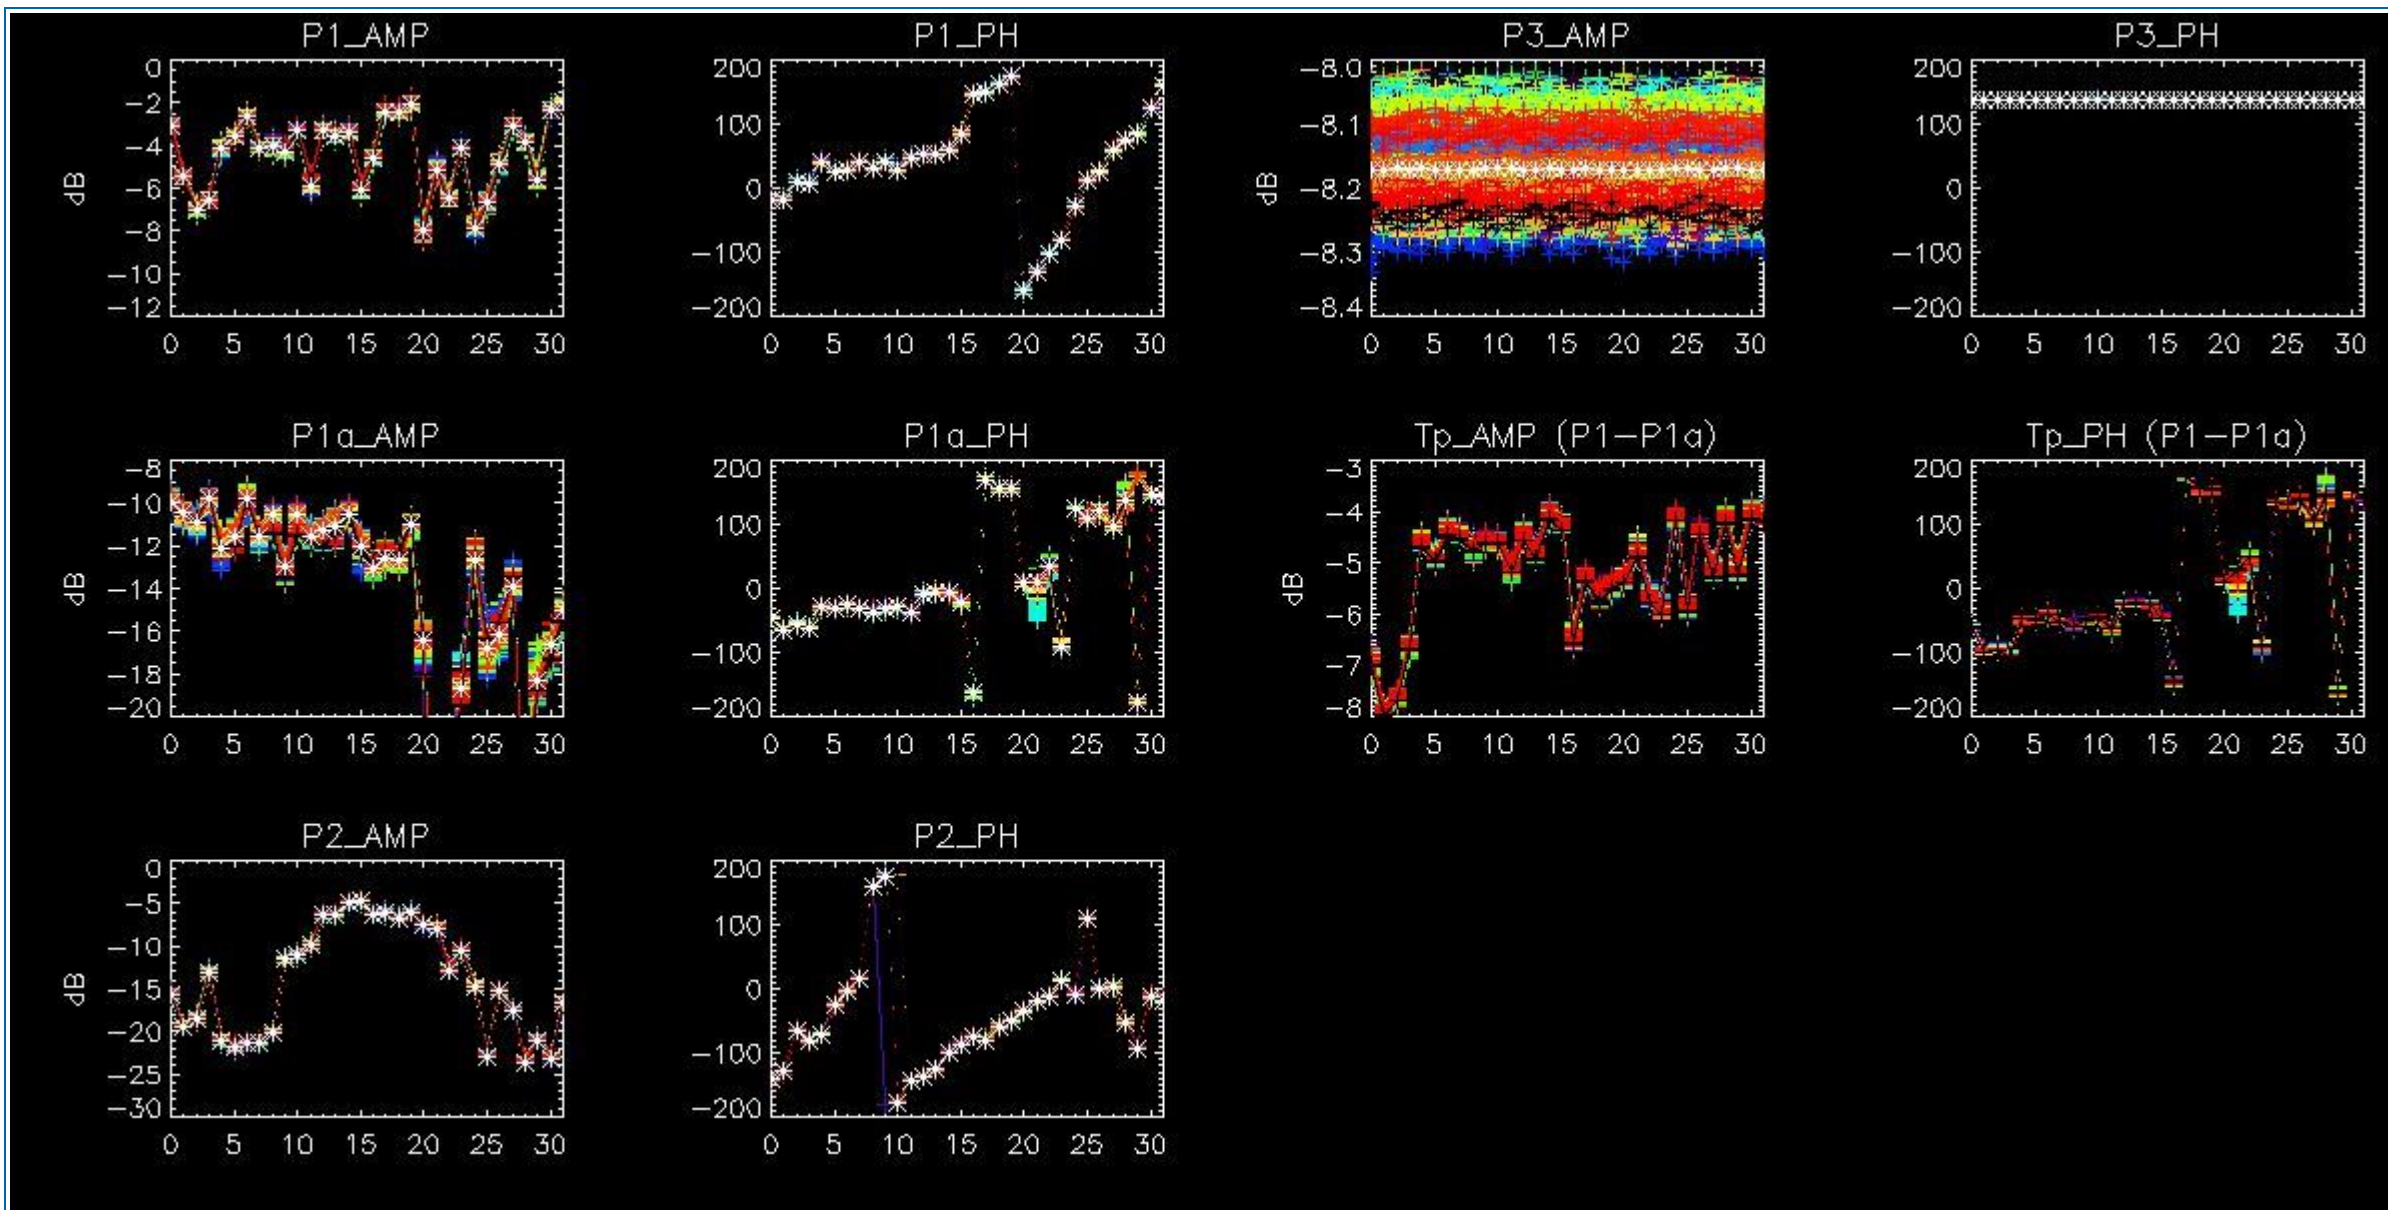 P1_AMP
0
−2
−4
−6
−8
−10
−12
dB
0 5 10 15 20 25 30
P1_PH
200
100
0
−100
−200
0 5 10 15 20 25 30
P3_AMP
−8.0
−8.1
−8.2
−8.3
−8.4
dB
0 5 10 15 20 25 30
P3_PH
200
100
0
−100
−200
0 5 10 15 20 25 30
P1a_AMP
−8
−10
−12
−14
−16
−18
−20
dB
0 5 10 15 20 25 30
P1a_PH
200
100
0
−100
−200
0 5 10 15 20 25 30
Tp_AMP (P1−P1a)
−3
−4
−5
−6
−7
−8
dB
0 5 10 15 20 25 30
Tp_PH (P1−P1a)
200
100
0
−100
−200
0 5 10 15 20 25 30
P2_AMP
0
−5
−10
−15
−20
−25
−30
dB
0 5 10 15 20 25 30
P2_PH
200
100
0
−100
−200
0 5 10 15 20 25 30